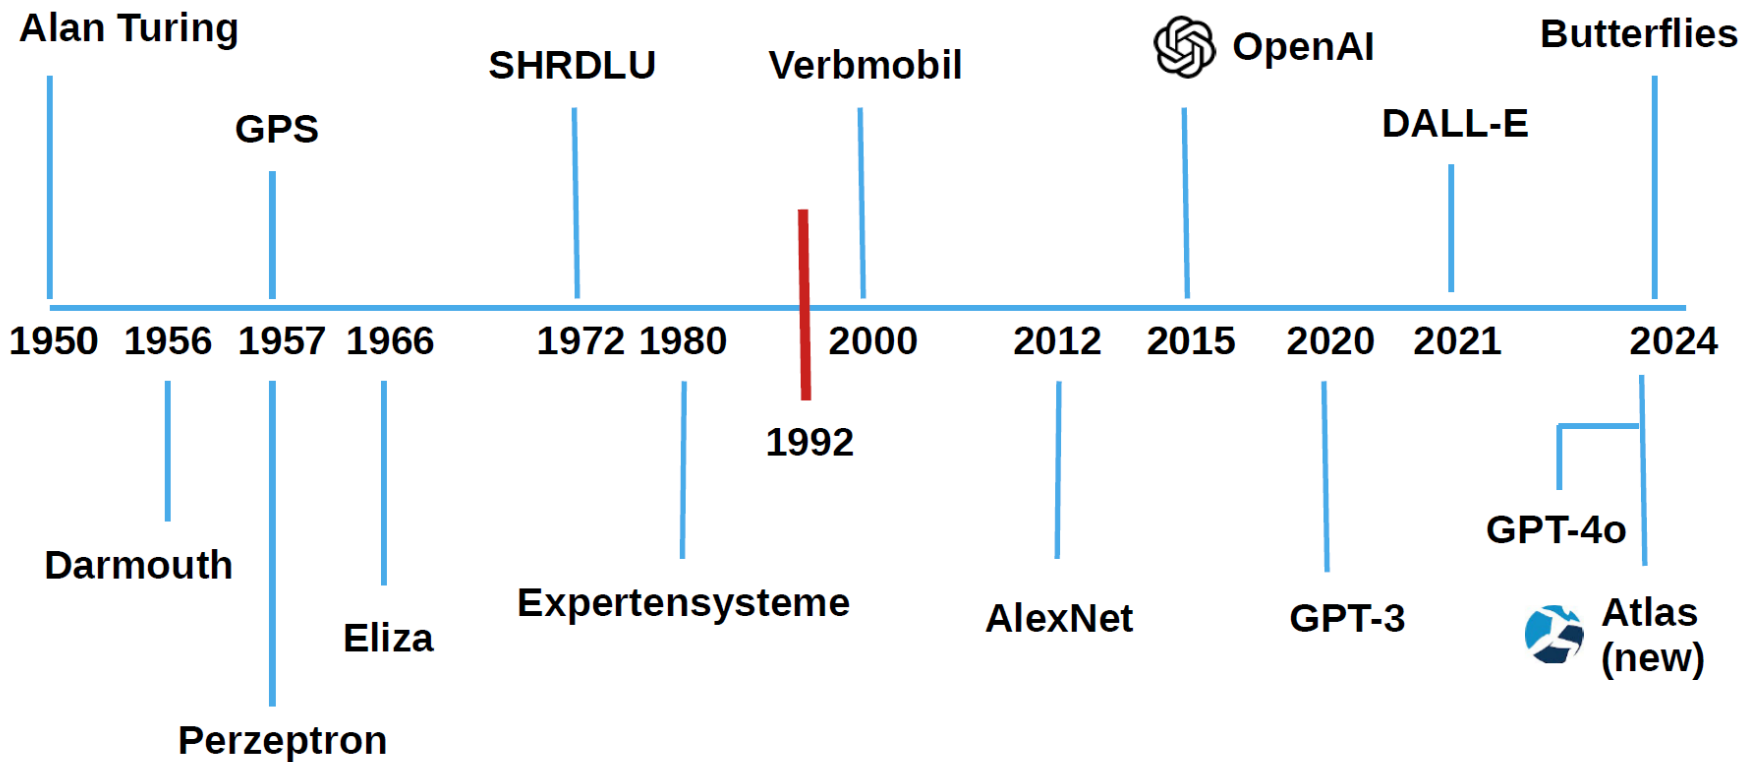 Alan Turing
GPS
SHRDLU
Verbmobil
OpenAI
DALL-E
Butterflies
1950 1956 1957 1966 1972 1980 2000 2012 2015 2020 2021 2024
1992
Darmouth
Perzeptron
Eliza
Expertensysteme
AlexNet
GPT-3
GPT-4o
Atlas
(new)